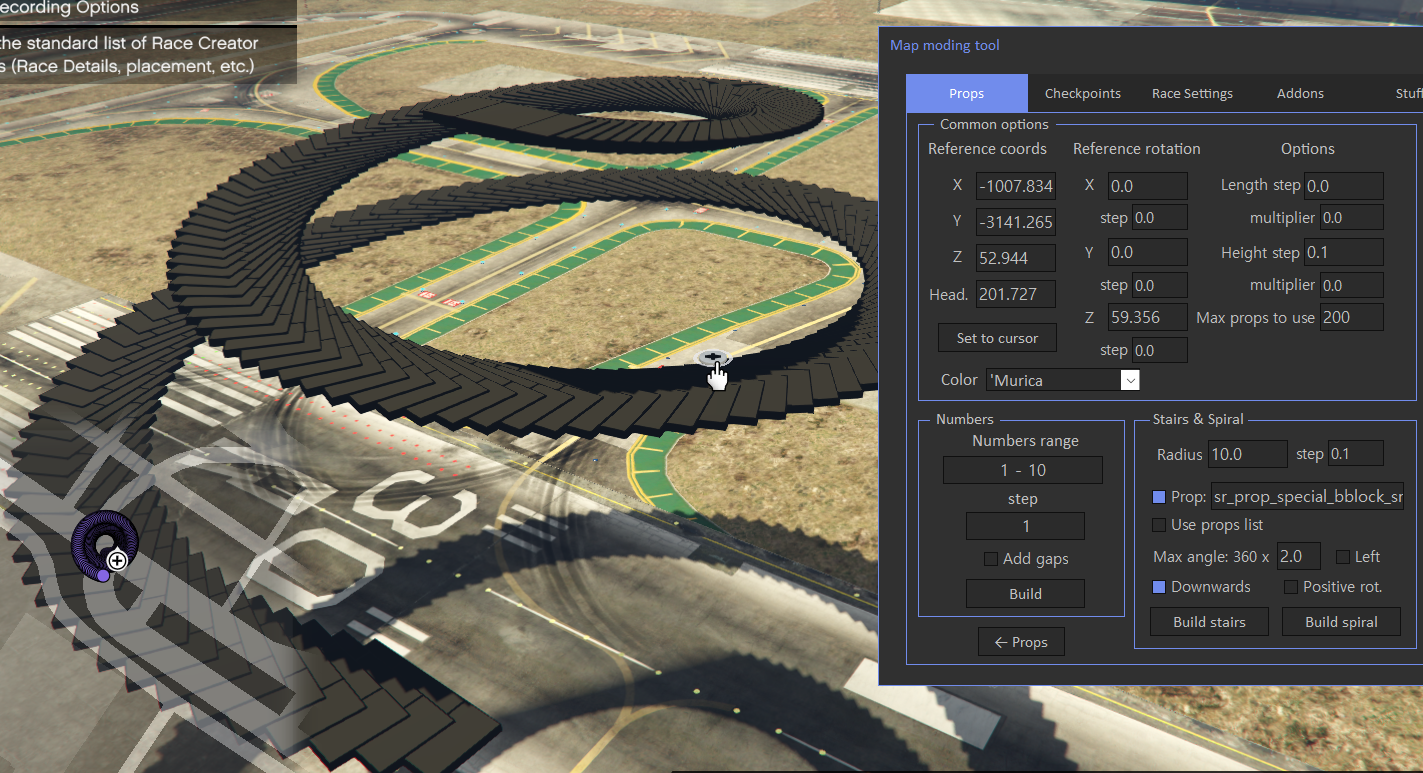 ecording Options
the standard list of Race Creator
s (Race Details, placement, etc.)
Map moding tool
Props
Checkpoints
Race Settings
Addons
Stuff
Common options
Reference coords
Reference rotation
Options
X -1007.834
X 0.0
Length step 0.0
step 0.0
multiplier 0.0
Y -3141.265
Y 0.0
Height step 0.1
Z 52.944
step 0.0
multiplier 0.0
Head. 201.727
Z 59.356
Max props to use 200
Set to cursor
step 0.0
Color 'Murica
Numbers
Numbers range
1 - 10
step
1
Add gaps
Build
← Props
Stairs & Spiral
Radius 10.0 step 0.1
Prop: sr_prop_special_bblock_sr
Use props list
Max angle: 360 x 2.0 Left
Downwards Positive rot.
Build stairs Build spiral